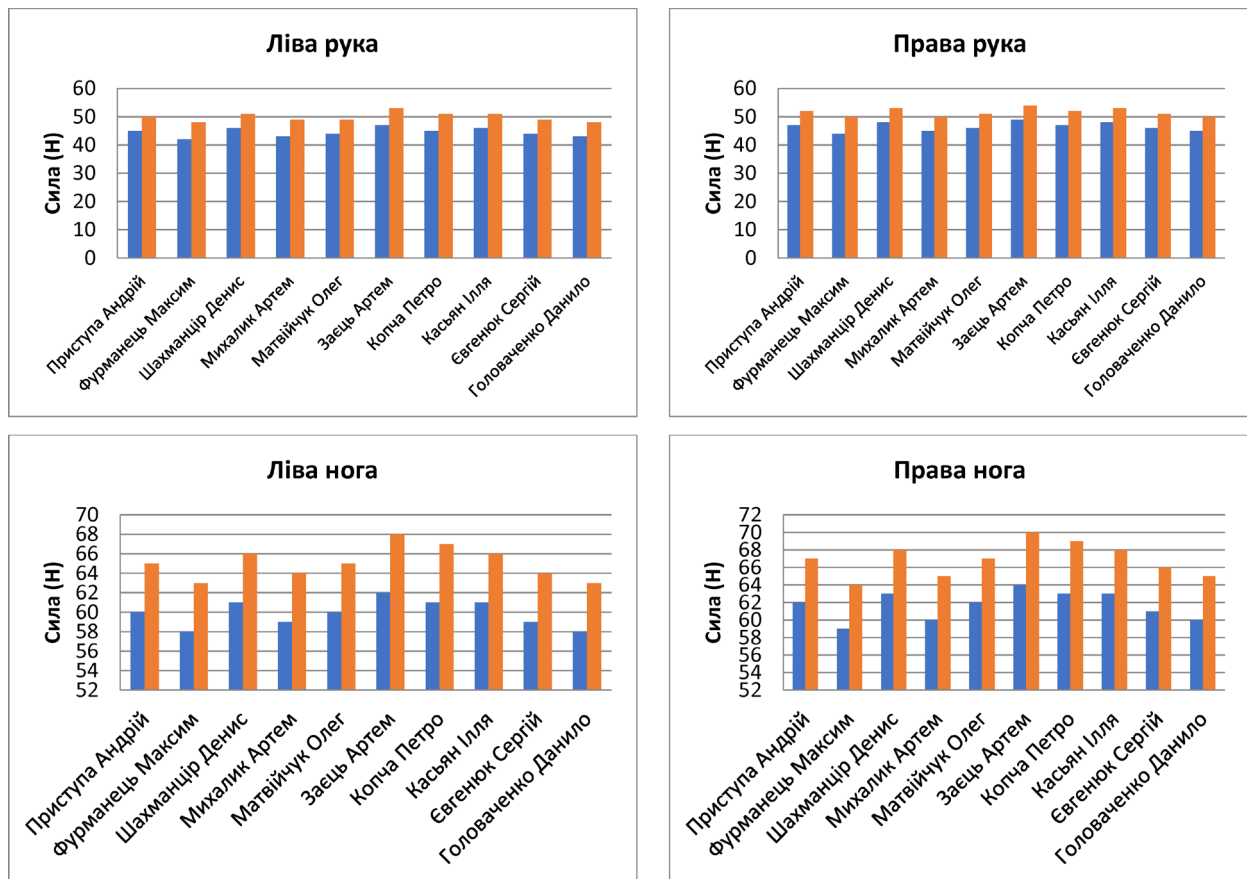 Ліва рука
Сила (Н)
60
50
40
30
20
10
0
Приступа Андрій
Фурманець Максим
Шахманцір Денис
Михалик Артем
Матвійчук Олег
Заєць Артем
Копча Петро
Касьян Ілля
Євгенюк Сергій
Головаченко Данило
Права рука
Сила (Н)
60
50
40
30
20
10
0
Приступа Андрій
Фурманець Максим
Шахманцір Денис
Михалик Артем
Матвійчук Олег
Заєць Артем
Копча Петро
Касьян Ілля
Євгенюк Сергій
Головаченко Данило
Ліва нога
Сила (Н)
70
68
66
64
62
60
58
56
54
52
Приступа Андрій
Фурманець Максим
Шахманцір Денис
Михалик Артем
Матвійчук Олег
Заєць Артем
Копча Петро
Касьян Ілля
Євгенюк Сергій
Головаченко Данило
Права нога
Сила (Н)
72
70
68
66
64
62
60
58
56
54
52
Приступа Андрій
Фурманець Максим
Шахманцір Денис
Михалик Артем
Матвійчук Олег
Заєць Артем
Копча Петро
Касьян Ілля
Євгенюк Сергій
Головаченко Данило